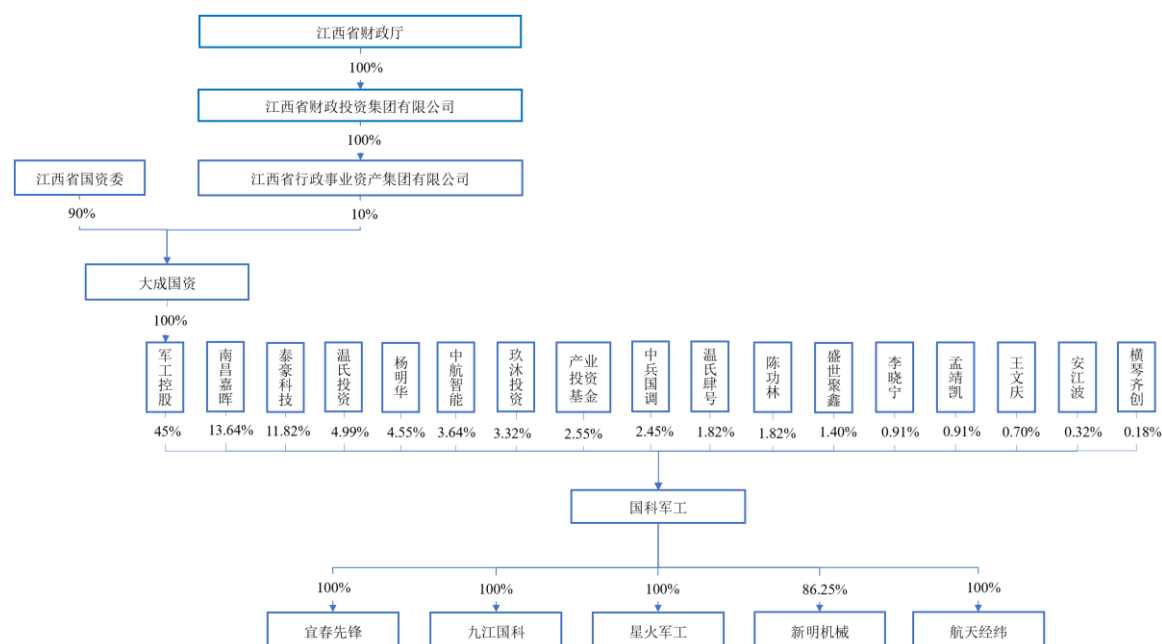 江西省财政厅
100%
江西省财政投资集团有限公司
100%
江西省国资委
江西省行政事业资产集团有限公司
90%
10%
大成国资
100%
军工控股
南昌嘉晖
泰豪科技
温氏投资
杨明华
中航智能
玖沐投资
产业投资基金
中兵国调
温氏肆号
陈功林
盛世聚鑫
李晓宁
孟靖凯
王文庆
安江波
横琴齐创
45%
13.64%
11.82%
4.99%
4.55%
3.64%
3.32%
2.55%
2.45%
1.82%
1.82%
1.40%
0.91%
0.91%
0.70%
0.32%
0.18%
国科军工
100%
100%
100%
86.25%
100%
宜春先锋
九江国科
星火军工
新明机械
航天经纬